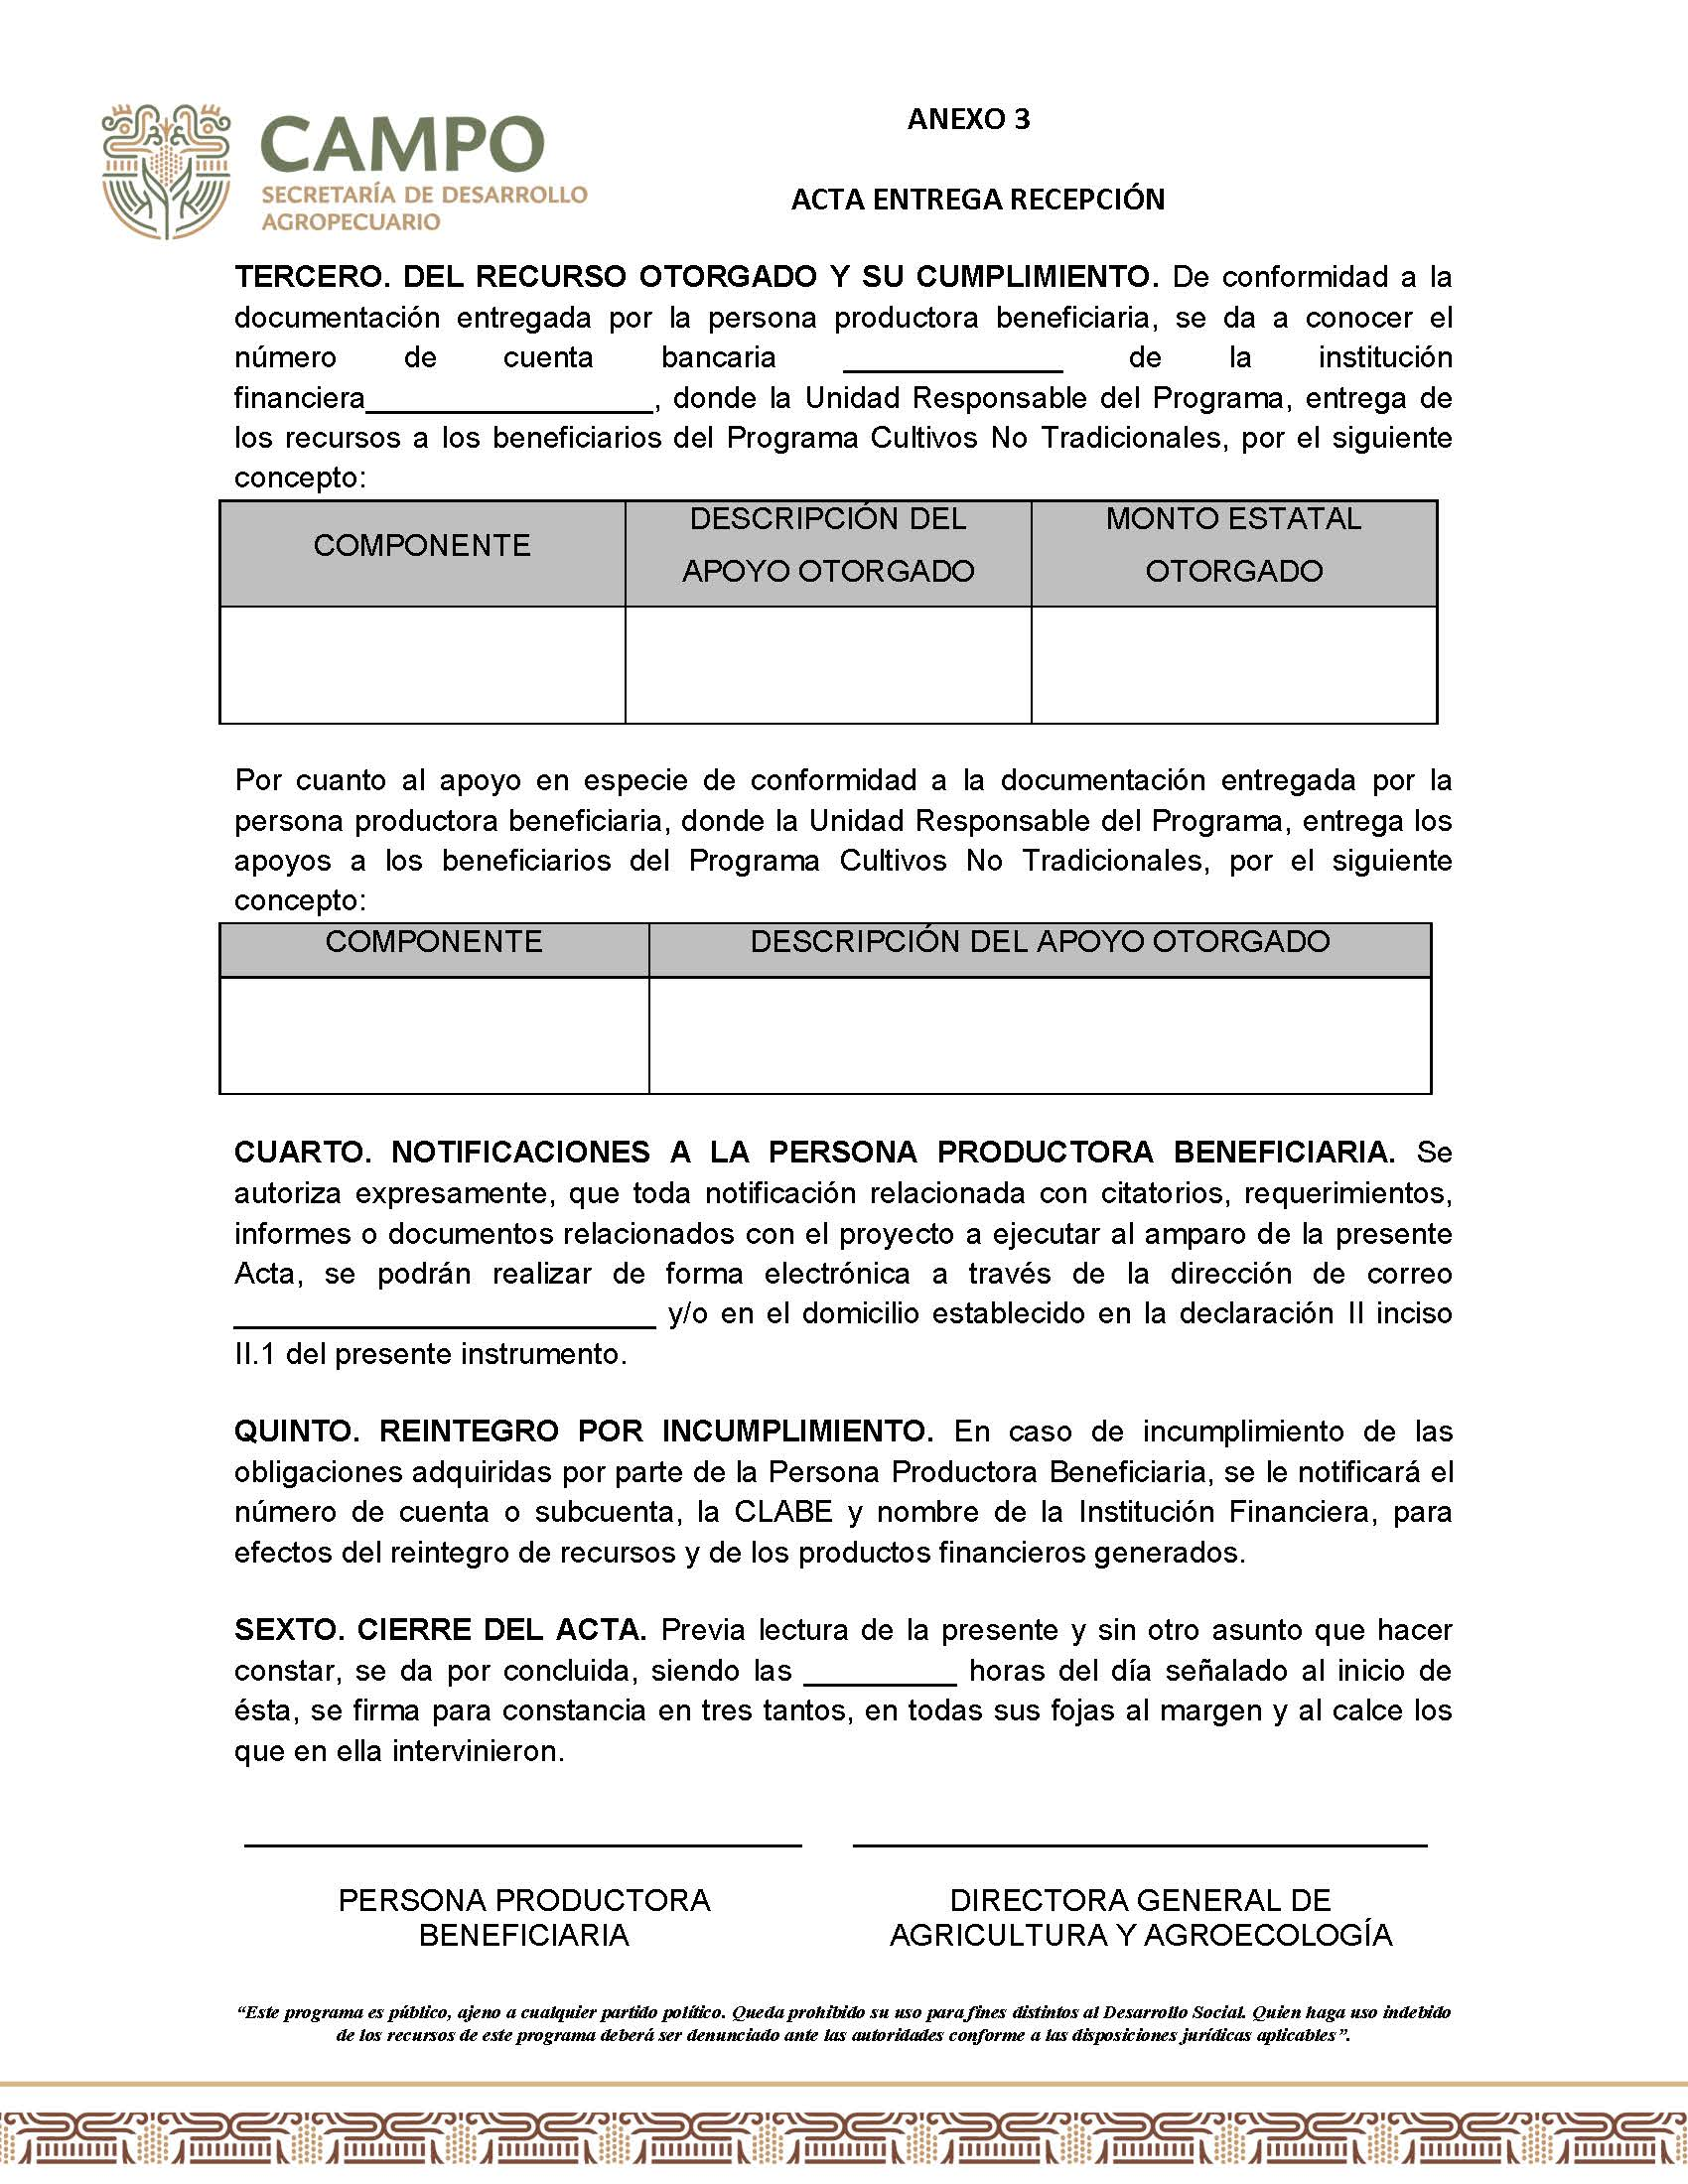 CAMPO
SECRETARÍA DE DESARROLLO
AGROPECUARIO
ANEXO 3
ACTA ENTREGA RECEPCIÓN
TERCERO. DEL RECURSO OTORGADO Y SU CUMPLIMIENTO. De conformidad a la
documentación entregada por la persona productora beneficiaria, se da a conocer el
número de cuenta bancaria _____________ de la institución
financiera_________________, donde la Unidad Responsable del Programa, entrega de
los recursos a los beneficiarios del Programa Cultivos No Tradicionales, por el siguiente
concepto:
COMPONENTE
DESCRIPCIÓN DEL
APOYO OTORGADO
MONTO ESTATAL
OTORGADO
Por cuanto al apoyo en especie de conformidad a la documentación entregada por la
persona productora beneficiaria, donde la Unidad Responsable del Programa, entrega los
apoyos a los beneficiarios del Programa Cultivos No Tradicionales, por el siguiente
concepto:
COMPONENTE
DESCRIPCIÓN DEL APOYO OTORGADO
CUARTO. NOTIFICACIONES A LA PERSONA PRODUCTORA BENEFICIARIA. Se
autoriza expresamente, que toda notificación relacionada con citatorios, requerimientos,
informes o documentos relacionados con el proyecto a ejecutar al amparo de la presente
Acta, se podrán realizar de forma electrónica a través de la dirección de correo
_________________________ y/o en el domicilio establecido en la declaración II inciso
II.1 del presente instrumento.
QUINTO. REINTEGRO POR INCUMPLIMIENTO. En caso de incumplimiento de las
obligaciones adquiridas por parte de la Persona Productora Beneficiaria, se le notificará el
número de cuenta o subcuenta, la CLABE y nombre de la Institución Financiera, para
efectos del reintegro de recursos y de los productos financieros generados.
SEXTO. CIERRE DEL ACTA. Previa lectura de la presente y sin otro asunto que hacer
constar, se da por concluida, siendo las _________ horas del día señalado al inicio de
ésta, se firma para constancia en tres tantos, en todas sus fojas al margen y al calce los
que en ella intervinieron.
PERSONA PRODUCTORA
BENEFICIARIA
DIRECTORA GENERAL DE
AGRICULTURA Y AGROECOLOGÍA
“Este programa es público, ajeno a cualquier partido político. Queda prohibido su uso para fines distintos al Desarrollo Social. Quien haga uso indebido
de los recursos de este programa deberá ser denunciado ante las autoridades conforme a las disposiciones jurídicas aplicables”.